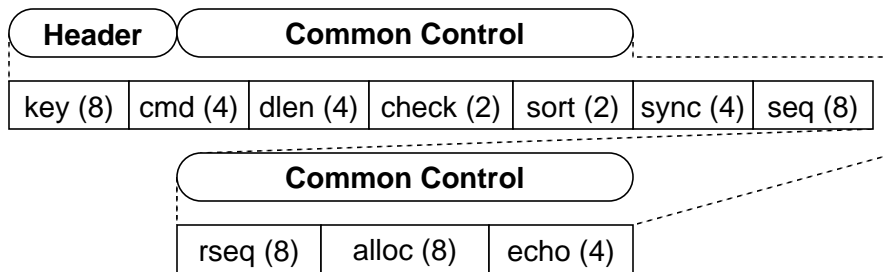 Header Common Control
key (8) cmd (4) dlen (4) check (2) sort (2) sync (4) seq (8)
Common Control
rseq (8) alloc (8) echo (4)